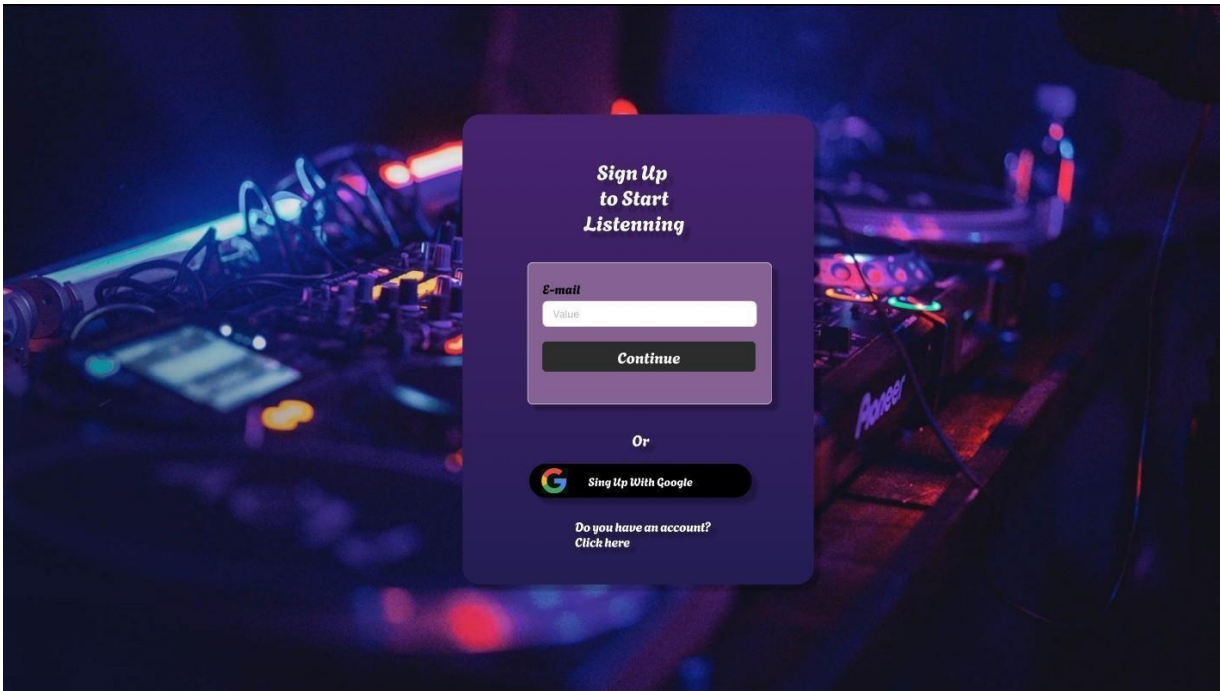 Sign Up
to Start
Listenning
E-mail
Value
Continue
Or
Sing Up With Google
Do you have an account?
Click here
Pioneer